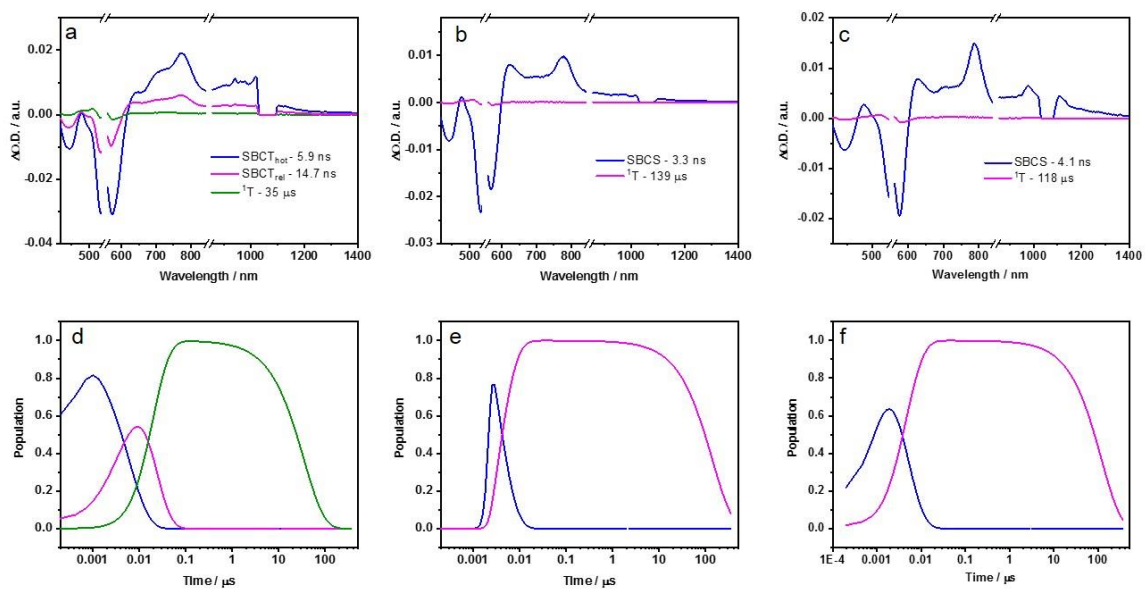 a
0.02
0.00
-0.02
-0.04
ΔO.D. / a.u.
SBCThot - 5.9 ns
SBCTrel - 14.7 ns
¹T - 35 μs
500 600 700 800 1000 1200 1400
Wavelength / nm
b
0.01
0.00
-0.01
-0.02
-0.03
ΔO.D. / a.u.
SBCS - 3.3 ns
¹T - 139 μs
500 600 700 800 1000 1200 1400
Wavelength / nm
c
0.02
0.01
0.00
-0.01
-0.02
ΔO.D. / a.u.
SBCS - 4.1 ns
¹T - 118 μs
500 600 700 800 1000 1200 1400
Wavelength / nm
d
1.0
0.8
0.6
0.4
0.2
0.0
Population
0.001 0.01 0.1 1 10 100
Time / μs
e
1.0
0.8
0.6
0.4
0.2
0.0
Population
0.001 0.01 0.1 1 10 100
Time / μs
f
1.0
0.8
0.6
0.4
0.2
0.0
Population
1E-4 0.001 0.01 0.1 1 10 100
Time / μs